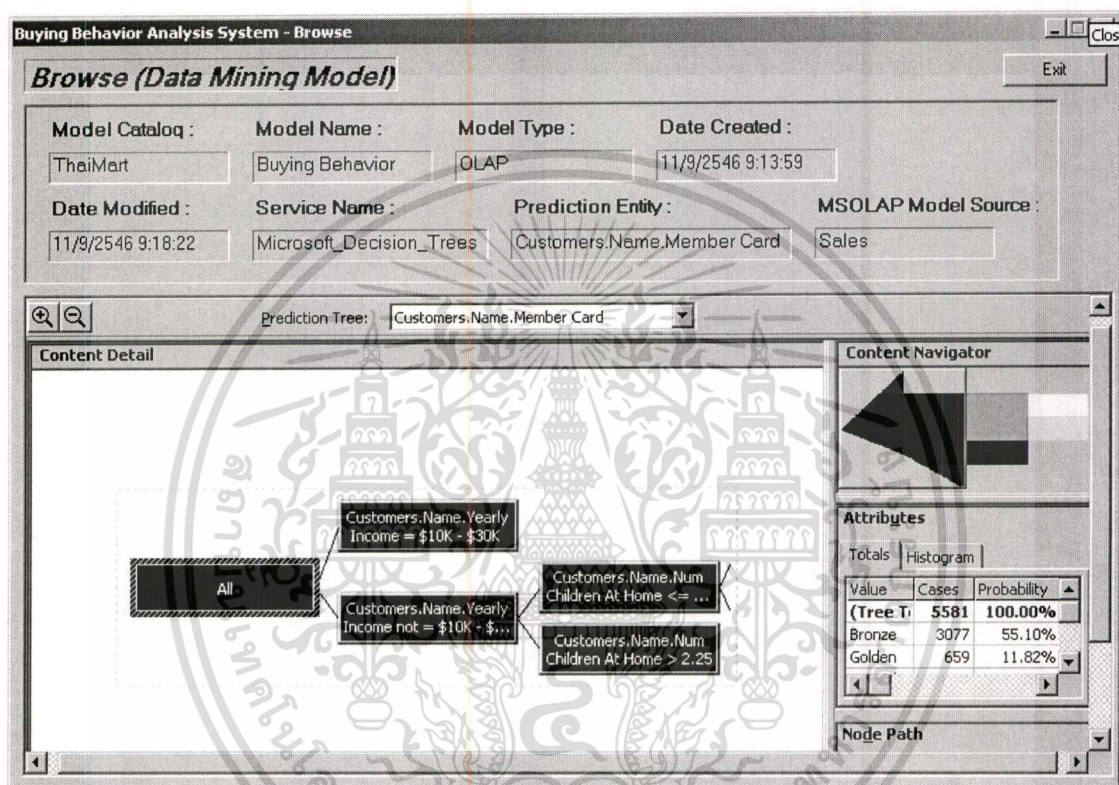 Buying Behavior Analysis System - Browse
Clos
Browse (Data Mining Model)
Exit
Model Catalog :
Model Name :
Model Type :
Date Created :
ThaiMart
Buying Behavior
OLAP
11/9/2546 9:13:59
Date Modified :
Service Name :
Prediction Entity :
MSOLAP Model Source :
11/9/2546 9:18:22
Microsoft_Decision_Trees
Customers.Name.Member Card
Sales
Prediction Tree:
Customers.Name.Member Card
Content Detail
Content Navigator
All
Customers.Name.Yearly
Income = $10K - $30K
Customers.Name.Yearly
Income not = $10K - $...
Customers.Name.Num
Children At Home <= ...
Customers.Name.Num
Children At Home > 2.25
Attributes
Totals
Histogram
Value Cases Probability
(Tree T 5581 100.00%
Bronze 3077 55.10%
Golden 659 11.82%
Node Path